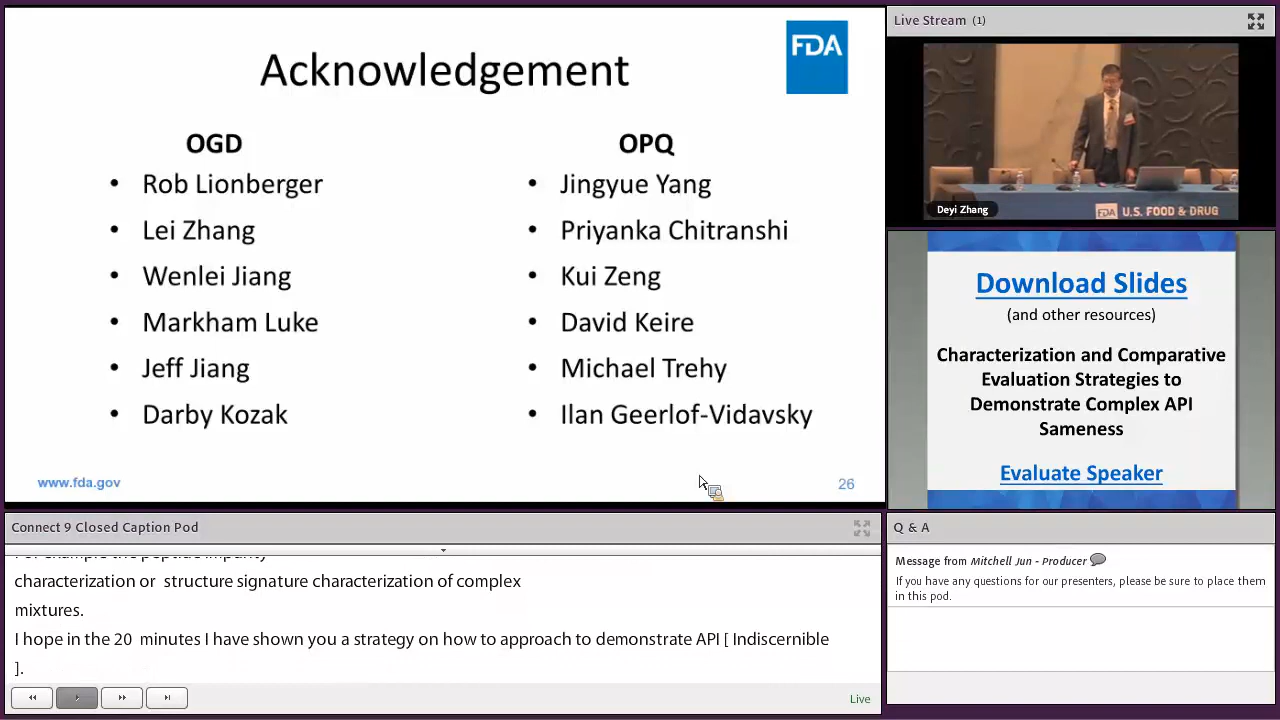 Acknowledgement
FDA
OGD
Rob Lionberger
Lei Zhang
Wenlei Jiang
Markham Luke
Jeff Jiang
Darby Kozak
OPQ
Jingyue Yang
Priyanka Chitranshi
Kui Zeng
David Keire
Michael Trehy
Ilan Geerlof-Vidavsky
www.fda.gov
26
Live Stream (1)
Deyi Zhang
FDA U.S. FOOD & DRUG
Download Slides
(and other resources)
Characterization and Comparative
Evaluation Strategies to
Demonstrate Complex API
Sameness
Evaluate Speaker
Connect 9 Closed Caption Pod
For example the peptide impurity
characterization or structure signature characterization of complex
mixtures.
I hope in the 20 minutes I have shown you a strategy on how to approach to demonstrate API [ Indiscernible
].
Live
Q & A
Message from Mitchell Jun - Producer
If you have any questions for our presenters, please be sure to place them
in this pod.